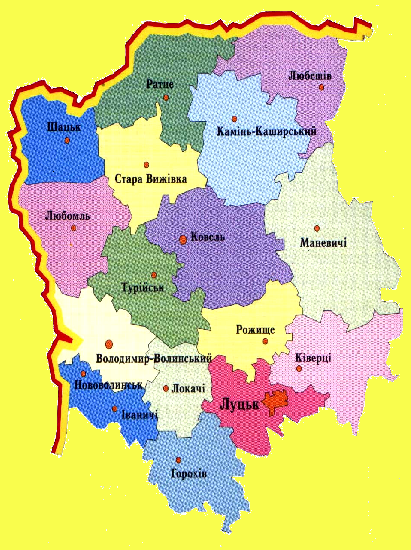 Ратне
Любешів
Шацьк
Камінь-Каширський
Стара Вижівка
Любомль
Ковель
Маневичі
Турійськ
Рожище
Володимир-Волинський
Ківерці
Нововолинськ
Локачі
Іваничі
Луцьк
Горохів